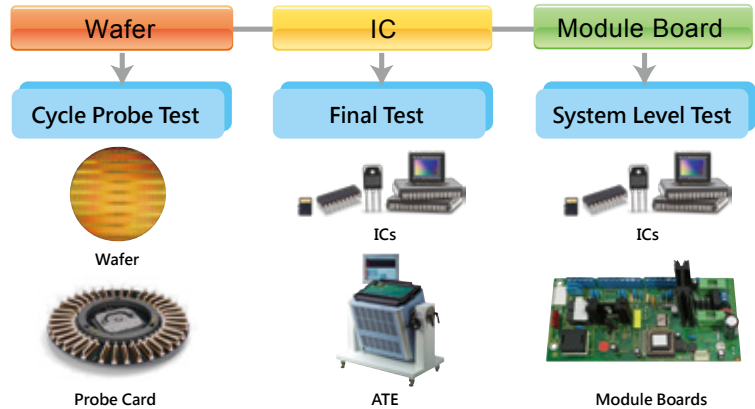 Wafer
IC
Module Board
Cycle Probe Test
Final Test
System Level Test
Wafer
ICs
ICs
Probe Card
ATE
Module Boards